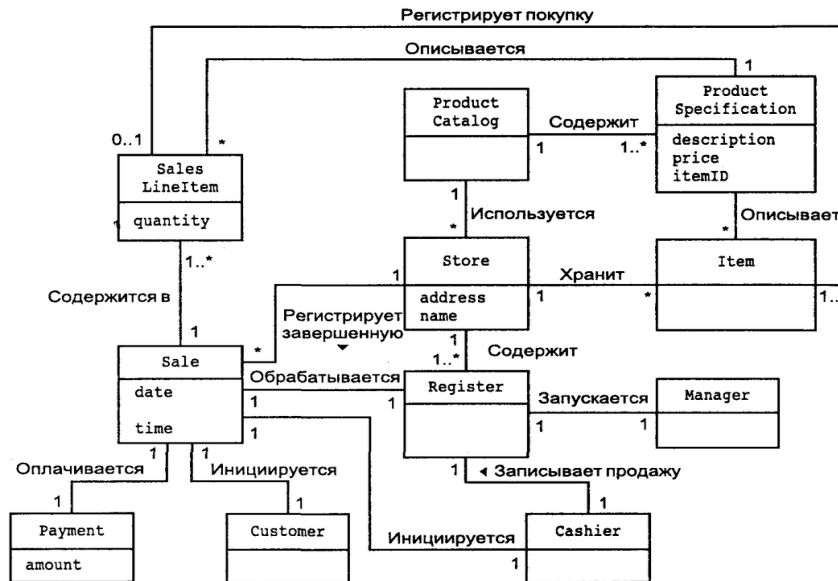 Регистрирует покупку
Описывается
1
Product
Specification
description
price
itemID
Product
Catalog
Содержит
1
1..*
0..1
*
Sales
LineItem
quantity
1
1..*
1
*
Используется
Описывает
*
Store
address
name
1
Хранит
1
*
Item
1..
Содержится в
1
Регистрирует
завершенную
*
1
1..*
Содержит
Sale
date
time
Обрабатывается
1
1
1
Register
Запускается
1
1
Manager
Оплачивается
1
1
Инициируется
1
1
1
Записывает продажу
1
Payment
amount
Customer
Инициируется
1
Cashier